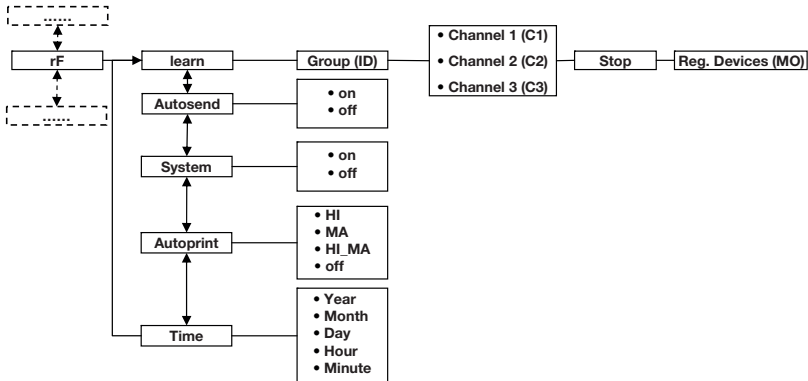 ......
rF
......
learn
Group (ID)
• Channel 1 (C1)
• Channel 2 (C2)
• Channel 3 (C3)
Stop
Reg. Devices (MO)
Autosend
• on
• off
System
• on
• off
Autoprint
• HI
• MA
• HI_MA
• off
Time
• Year
• Month
• Day
• Hour
• Minute